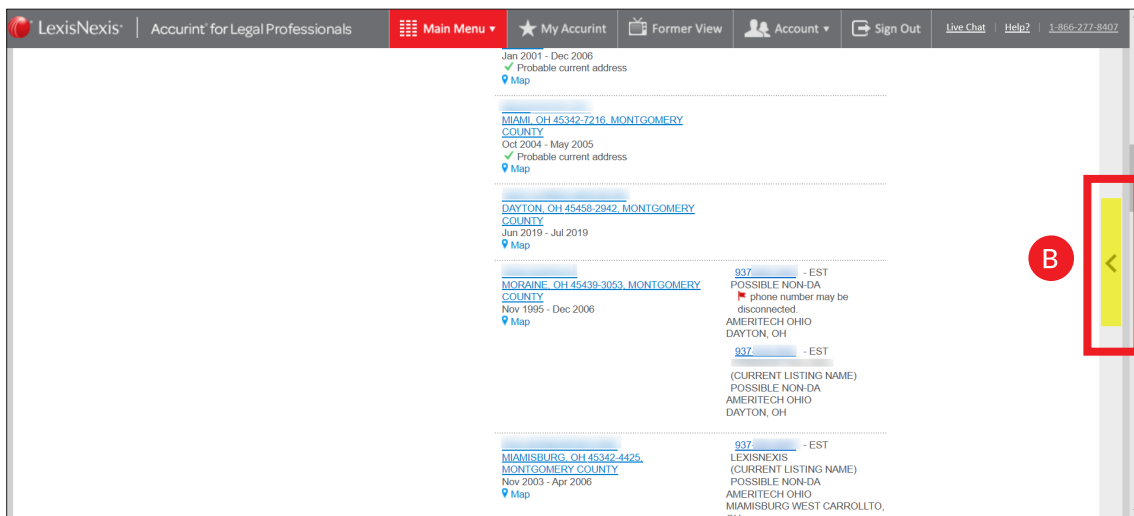 LexisNexis® | Accurint® for Legal Professionals Main Menu ▾ My Accurint Former View Account ▾ Sign Out Live Chat | Help? | 1-866-277-8407
Jan 2001 - Dec 2006
Probable current address
Map
MIAMI, OH 45342-7216, MONTGOMERY
COUNTY
Oct 2004 - May 2005
Probable current address
Map
DAYTON, OH 45458-2942, MONTGOMERY
COUNTY
Jun 2019 - Jul 2019
Map
B
MORAINE, OH 45439-3053, MONTGOMERY
COUNTY
Nov 1995 - Dec 2006
Map
937- - EST
POSSIBLE NON-DA
phone number may be
disconnected.
AMERITECH OHIO
DAYTON, OH
937- - EST
(CURRENT LISTING NAME)
POSSIBLE NON-DA
AMERITECH OHIO
DAYTON, OH
MIAMISBURG, OH 45342-4425,
MONTGOMERY COUNTY
Nov 2003 - Apr 2006
Map
937- - EST
LEXISNEXIS
(CURRENT LISTING NAME)
POSSIBLE NON-DA
AMERITECH OHIO
MIAMISBURG WEST CARROLLTO,